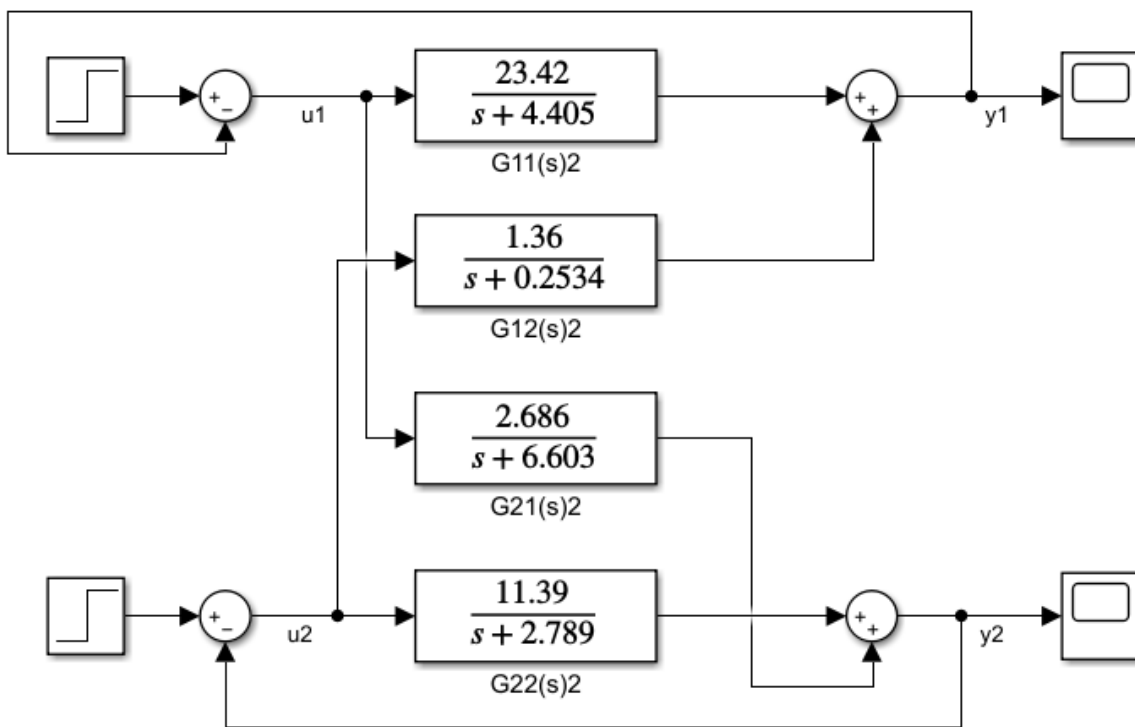 23.42
s + 4.405
G11(s)2
u1
y1
1.36
s + 0.2534
G12(s)2
2.686
s + 6.603
G21(s)2
11.39
s + 2.789
G22(s)2
u2
y2
+
−
+
+
+
−
+
+